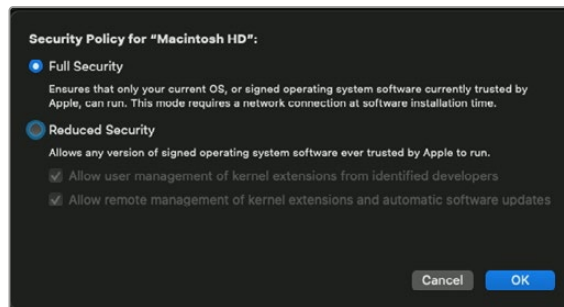 Security Policy for “Macintosh HD”:
Full Security
Ensures that only your current OS, or signed operating system software currently trusted by
Apple, can run. This mode requires a network connection at software installation time.
Reduced Security
Allows any version of signed operating system software ever trusted by Apple to run.
Allow user management of kernel extensions from identified developers
Allow remote management of kernel extensions and automatic software updates
Cancel OK